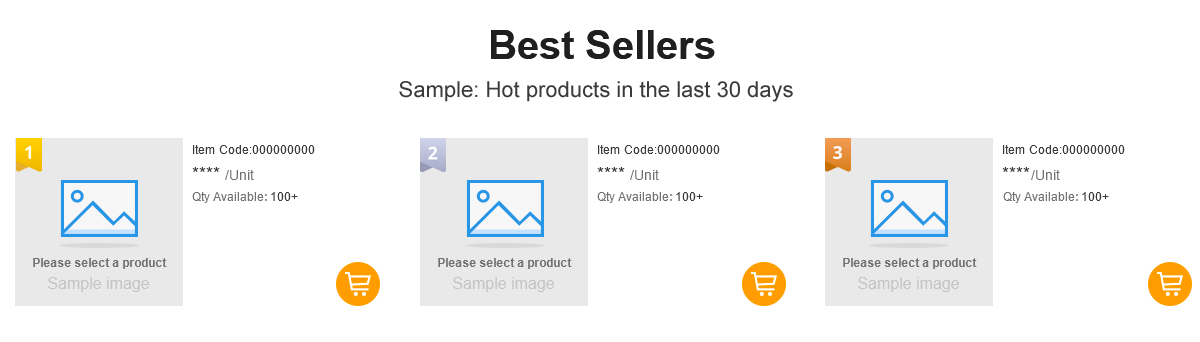 Best Sellers
Sample: Hot products in the last 30 days
1
Item Code:000000000
**** /Unit
Qty Available: 100+
Please select a product
Sample image
2
Item Code:000000000
**** /Unit
Qty Available: 100+
Please select a product
Sample image
3
Item Code:000000000
****/Unit
Qty Available: 100+
Please select a product
Sample image